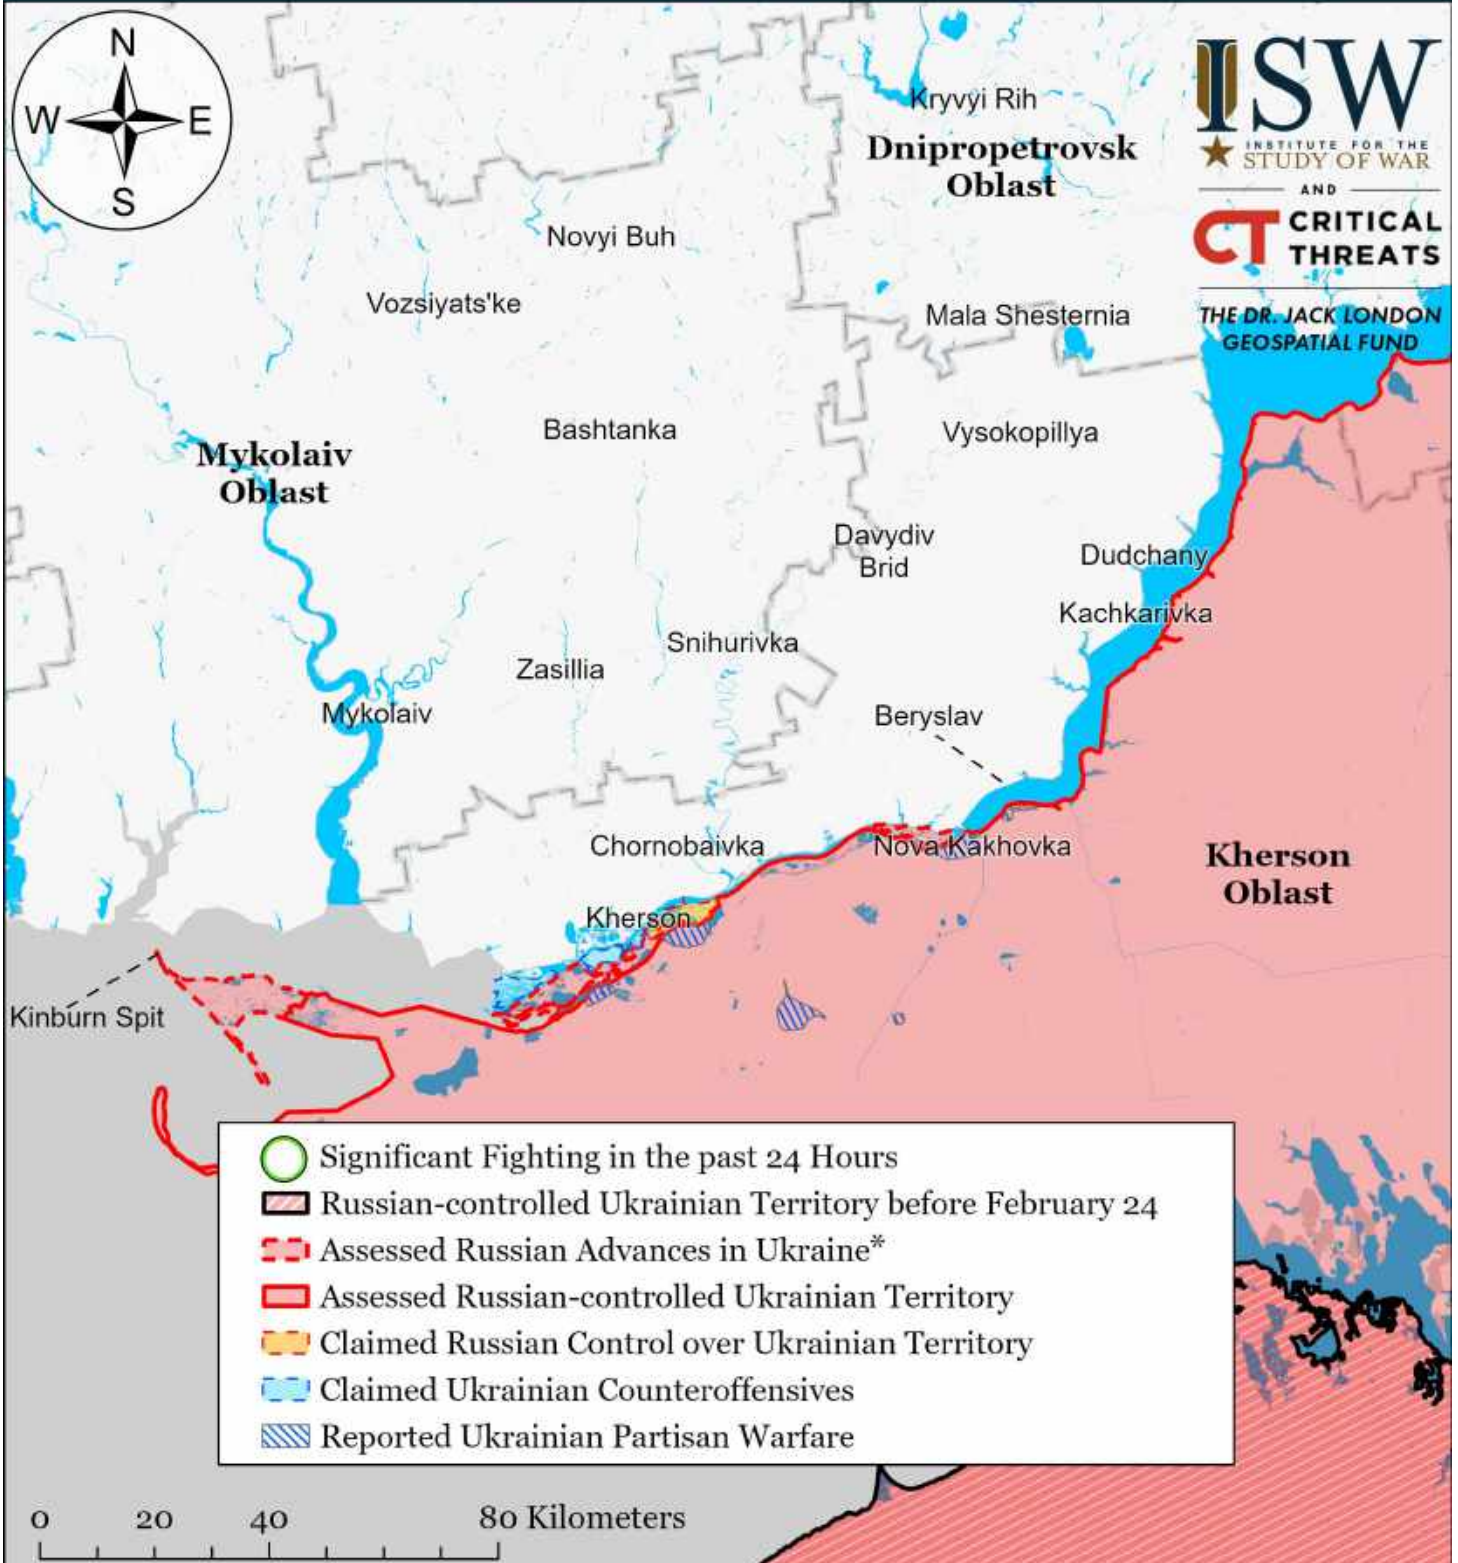 N
W E
S
ISW
INSTITUTE FOR THE
STUDY OF WAR
AND
CT CRITICAL
THREATS
THE DR. JACK LONDON
GEOSPATIAL FUND
Kryvyi Rih
Dnipropetrovsk
Oblast
Novyi Buh
Vozsiyats'ke
Mala Shesternia
Bashtanka
Vysokopillya
Mykolaiv
Oblast
Davydiv
Brid
Dudchany
Kachkarivka
Snihurivka
Zasillia
Mykolaiv
Beryslav
Chornobaivka
Nova Kakhovka
Kherson
Oblast
Kherson
Kinburn Spit
Significant Fighting in the past 24 Hours
Russian-controlled Ukrainian Territory before February 24
Assessed Russian Advances in Ukraine*
Assessed Russian-controlled Ukrainian Territory
Claimed Russian Control over Ukrainian Territory
Claimed Ukrainian Counteroffensives
Reported Ukrainian Partisan Warfare
0 20 40 80 Kilometers